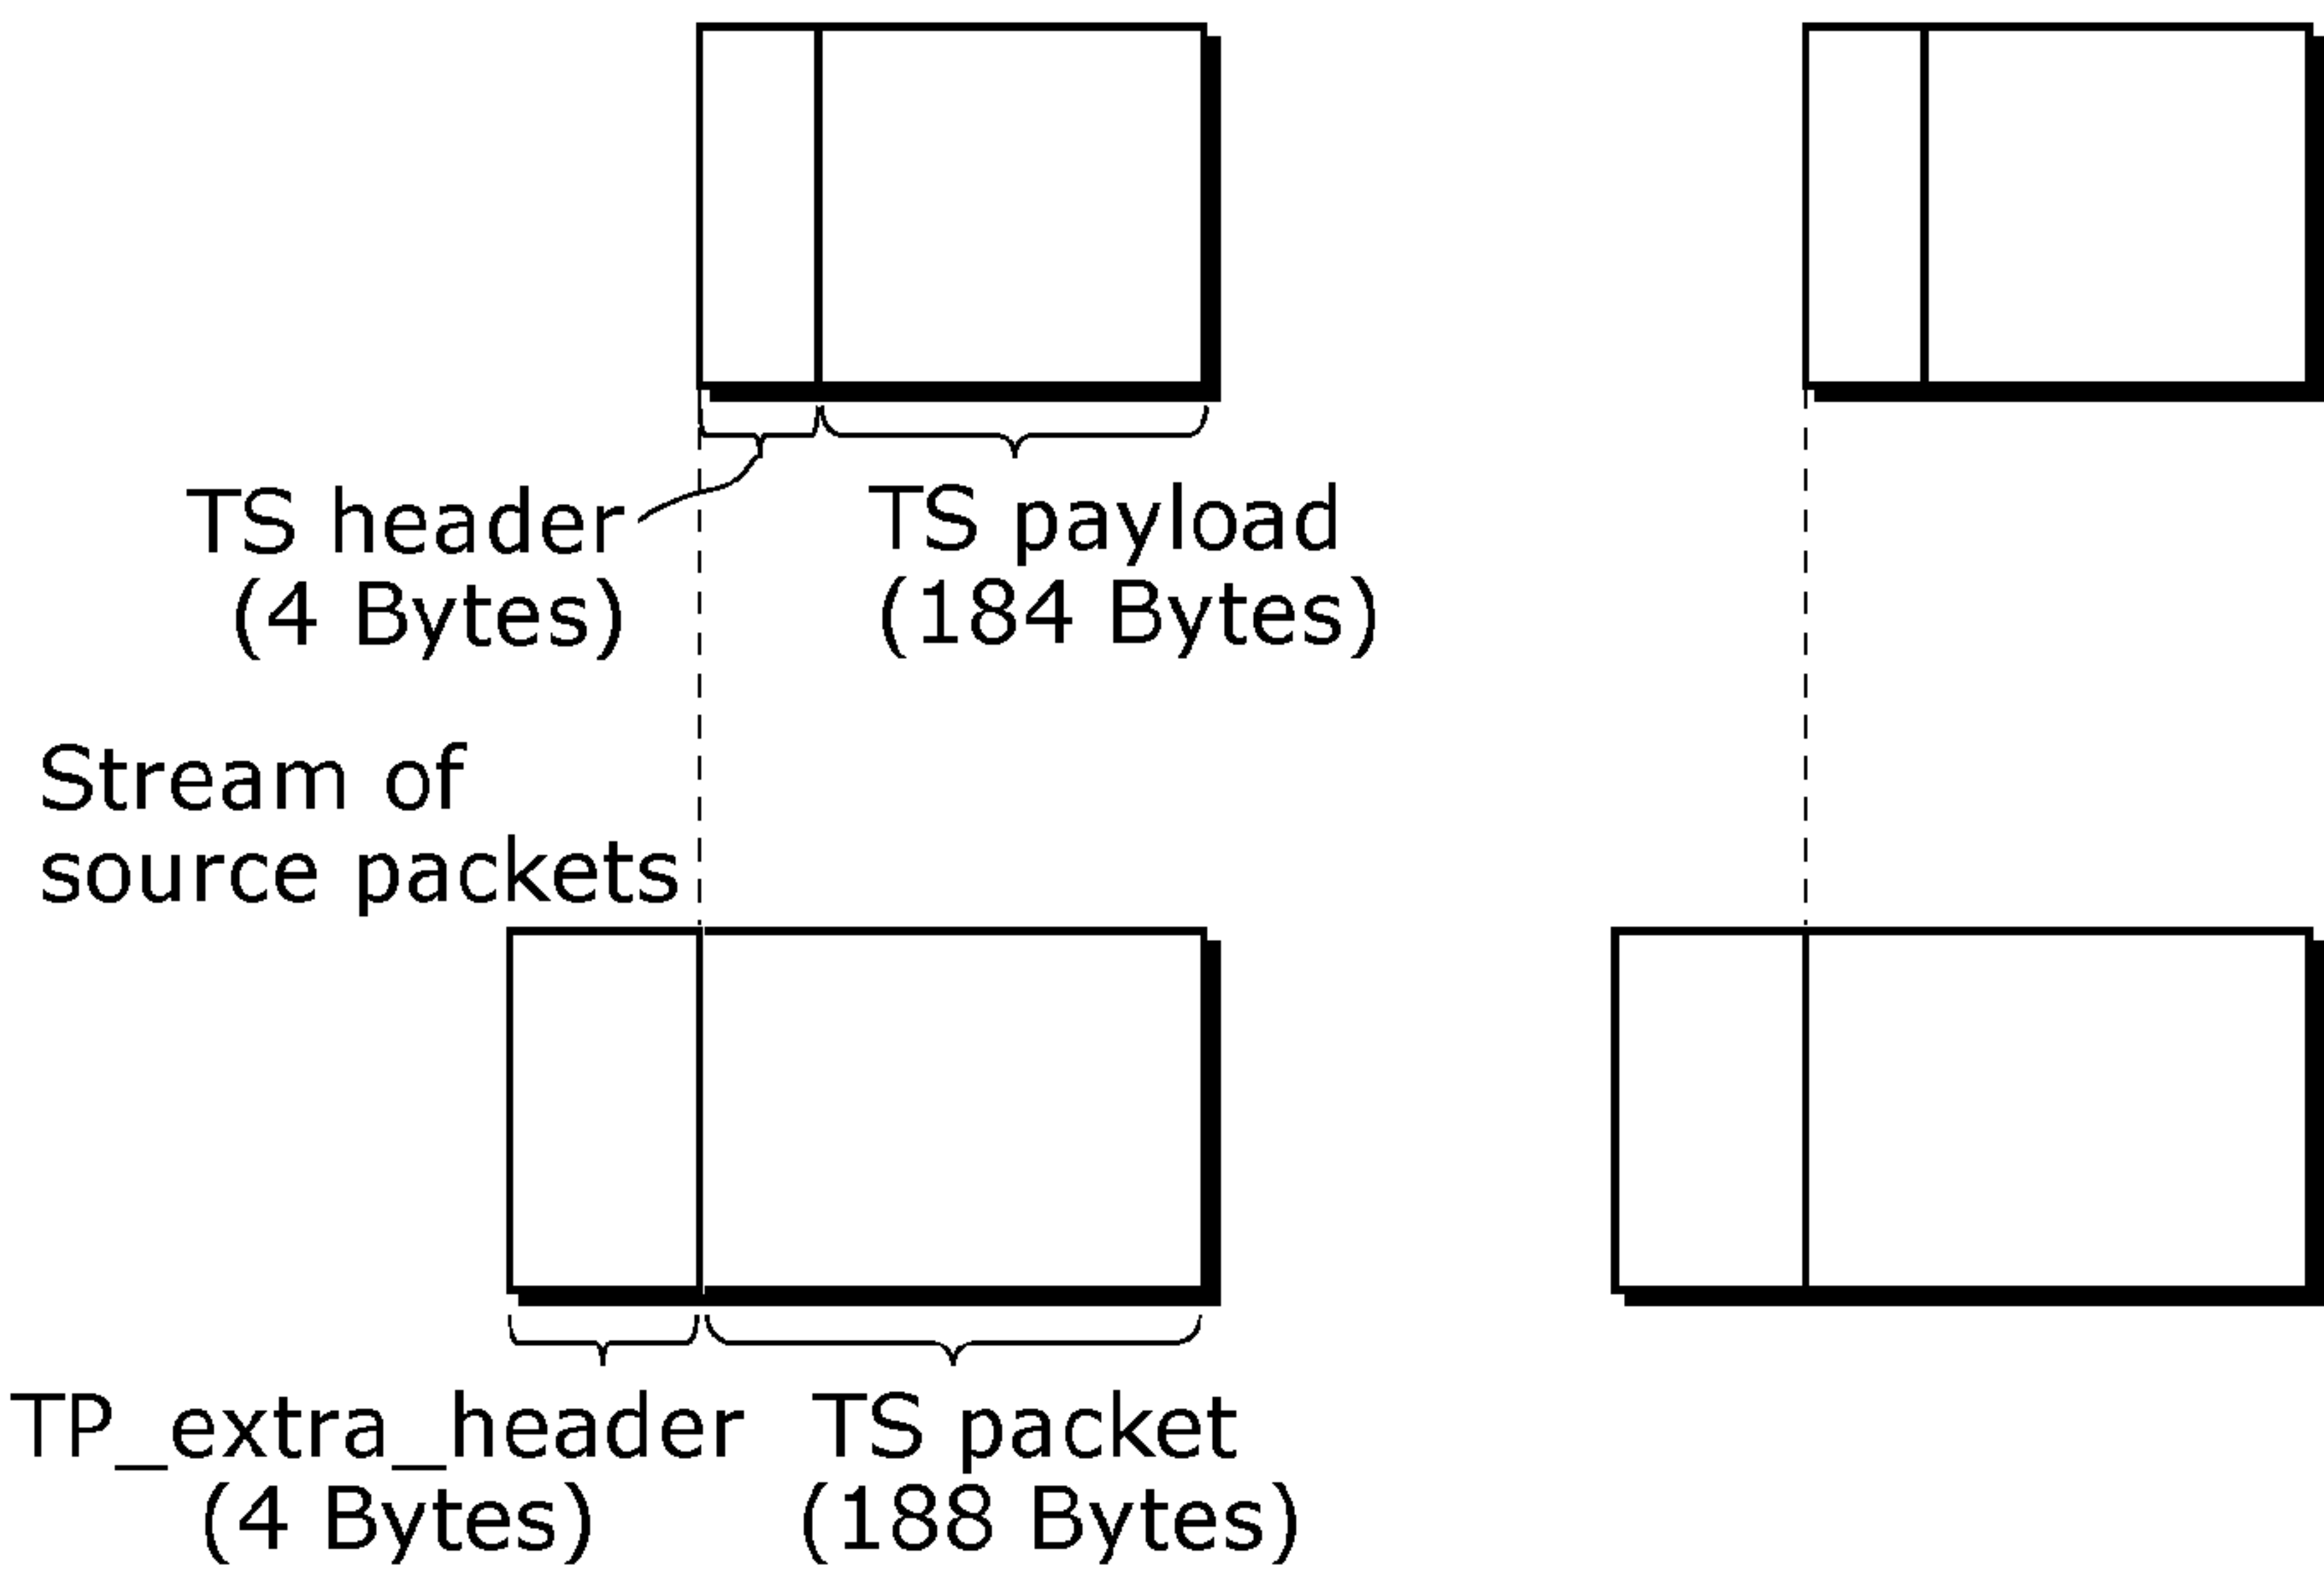 TS header
(4 Bytes)
TS payload
(184 Bytes)
Stream of
source packets
TP_extra_header
(4 Bytes)
TS packet
(188 Bytes)